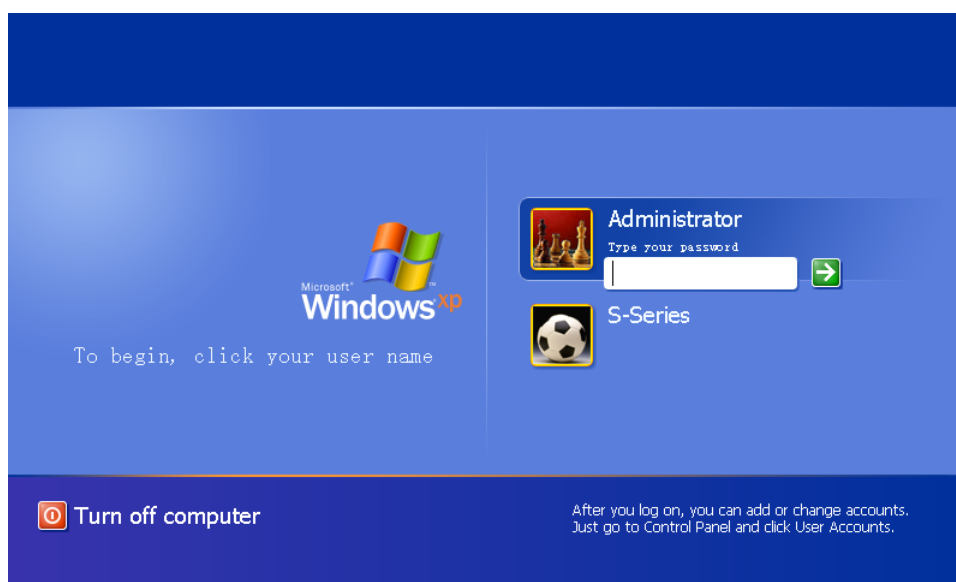 Microsoft
Windows xp
To begin, click your user name
Administrator
Type your password
S-Series
Turn off computer
After you log on, you can add or change accounts.
Just go to Control Panel and click User Accounts.